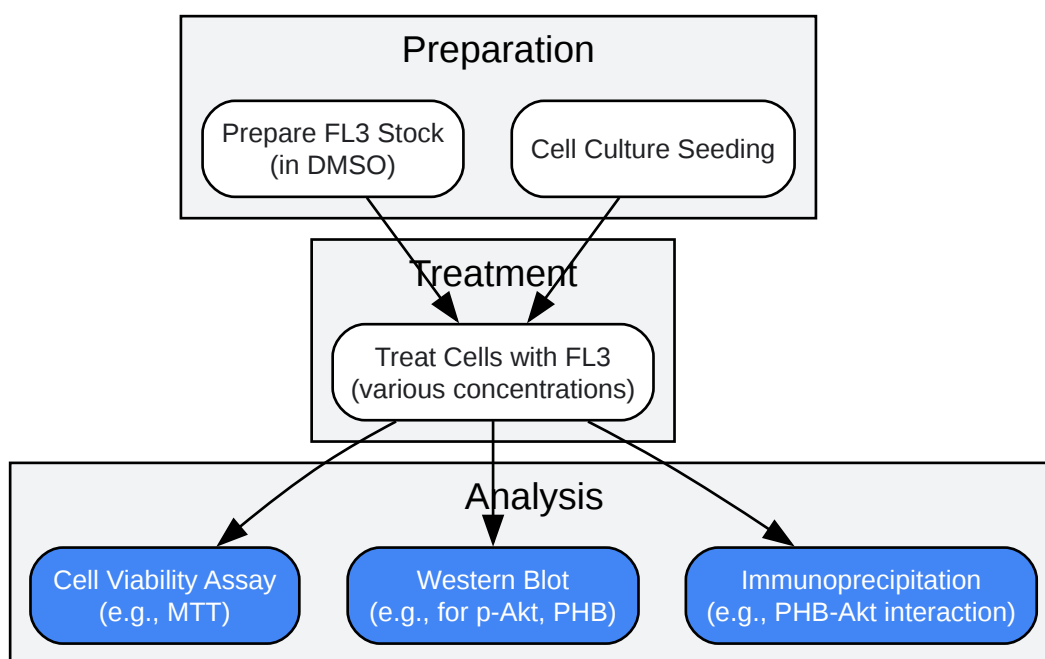 Preparation
Prepare FL3 Stock
(in DMSO)
Cell Culture Seeding
Treatment
Treat Cells with FL3
(various concentrations)
Analysis
Cell Viability Assay
(e.g., MTT)
Western Blot
(e.g., for p-Akt, PHB)
Immunoprecipitation
(e.g., PHB-Akt interaction)